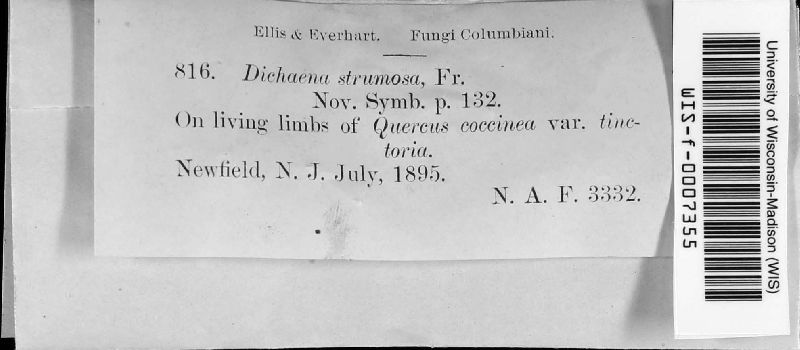 Ellis & Everhart. Fungi Columbiani.
816. Dichaena strumosa, Fr.
Nov. Symb. p. 132.
On living limbs of Quercus coccinea var. tinc-
toria.
Newfield, N. J. July, 1895.
N. A. F. 3332.
University of Wisconsin-Madison (WIS)
WIS-f-0007355